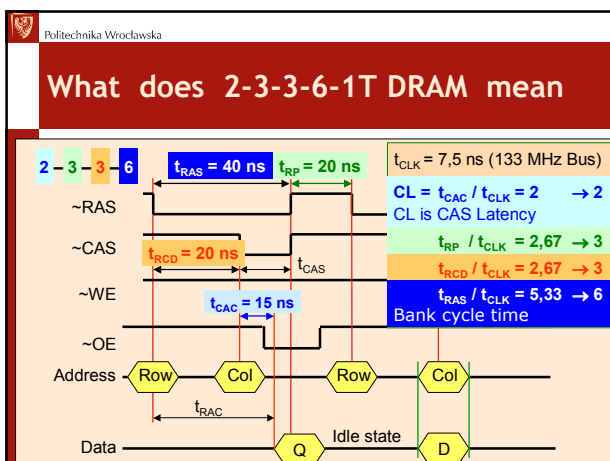 Politechnika Wrocławska
What does 2-3-3-6-1T DRAM mean
2 – 3 – 3 – 6
tRAS = 40 ns
tRP = 20 ns
tCLK = 7,5 ns (133 MHz Bus)
~RAS
CL = tCAC / tCLK = 2 → 2
CL is CAS Latency
~CAS
tRP / tCLK = 2,67 → 3
tRCD = 20 ns
tCAS
tRCD / tCLK = 2,67 → 3
~WE
tRAS / tCLK = 5,33 → 6
Bank cycle time
tCAC = 15 ns
~OE
Address
Row
Col
Row
Col
tRAC
Data
Q
Idle state
D